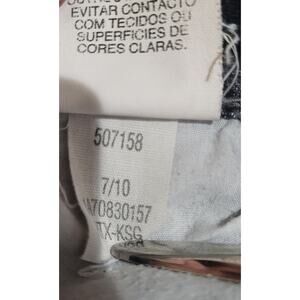 EVITAR CONTACTO
COM TECIDOS OU
SUPERFICIES DE
CORES CLARAS.
507158
7/10
A70830157
TX-KSG